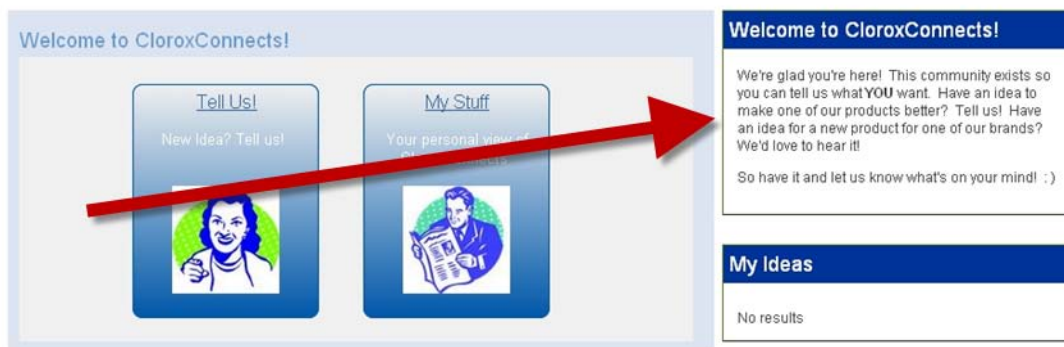 Welcome to CloroxConnects!
Tell Us!
New Idea? Tell us!
My Stuff
Your personal view of
Welcome to CloroxConnects!
We're glad you're here! This community exists so
you can tell us what YOU want. Have an idea to
make one of our products better? Tell us! Have
an idea for a new product for one of our brands?
We'd love to hear it!
So have it and let us know what's on your mind! :)
My Ideas
No results